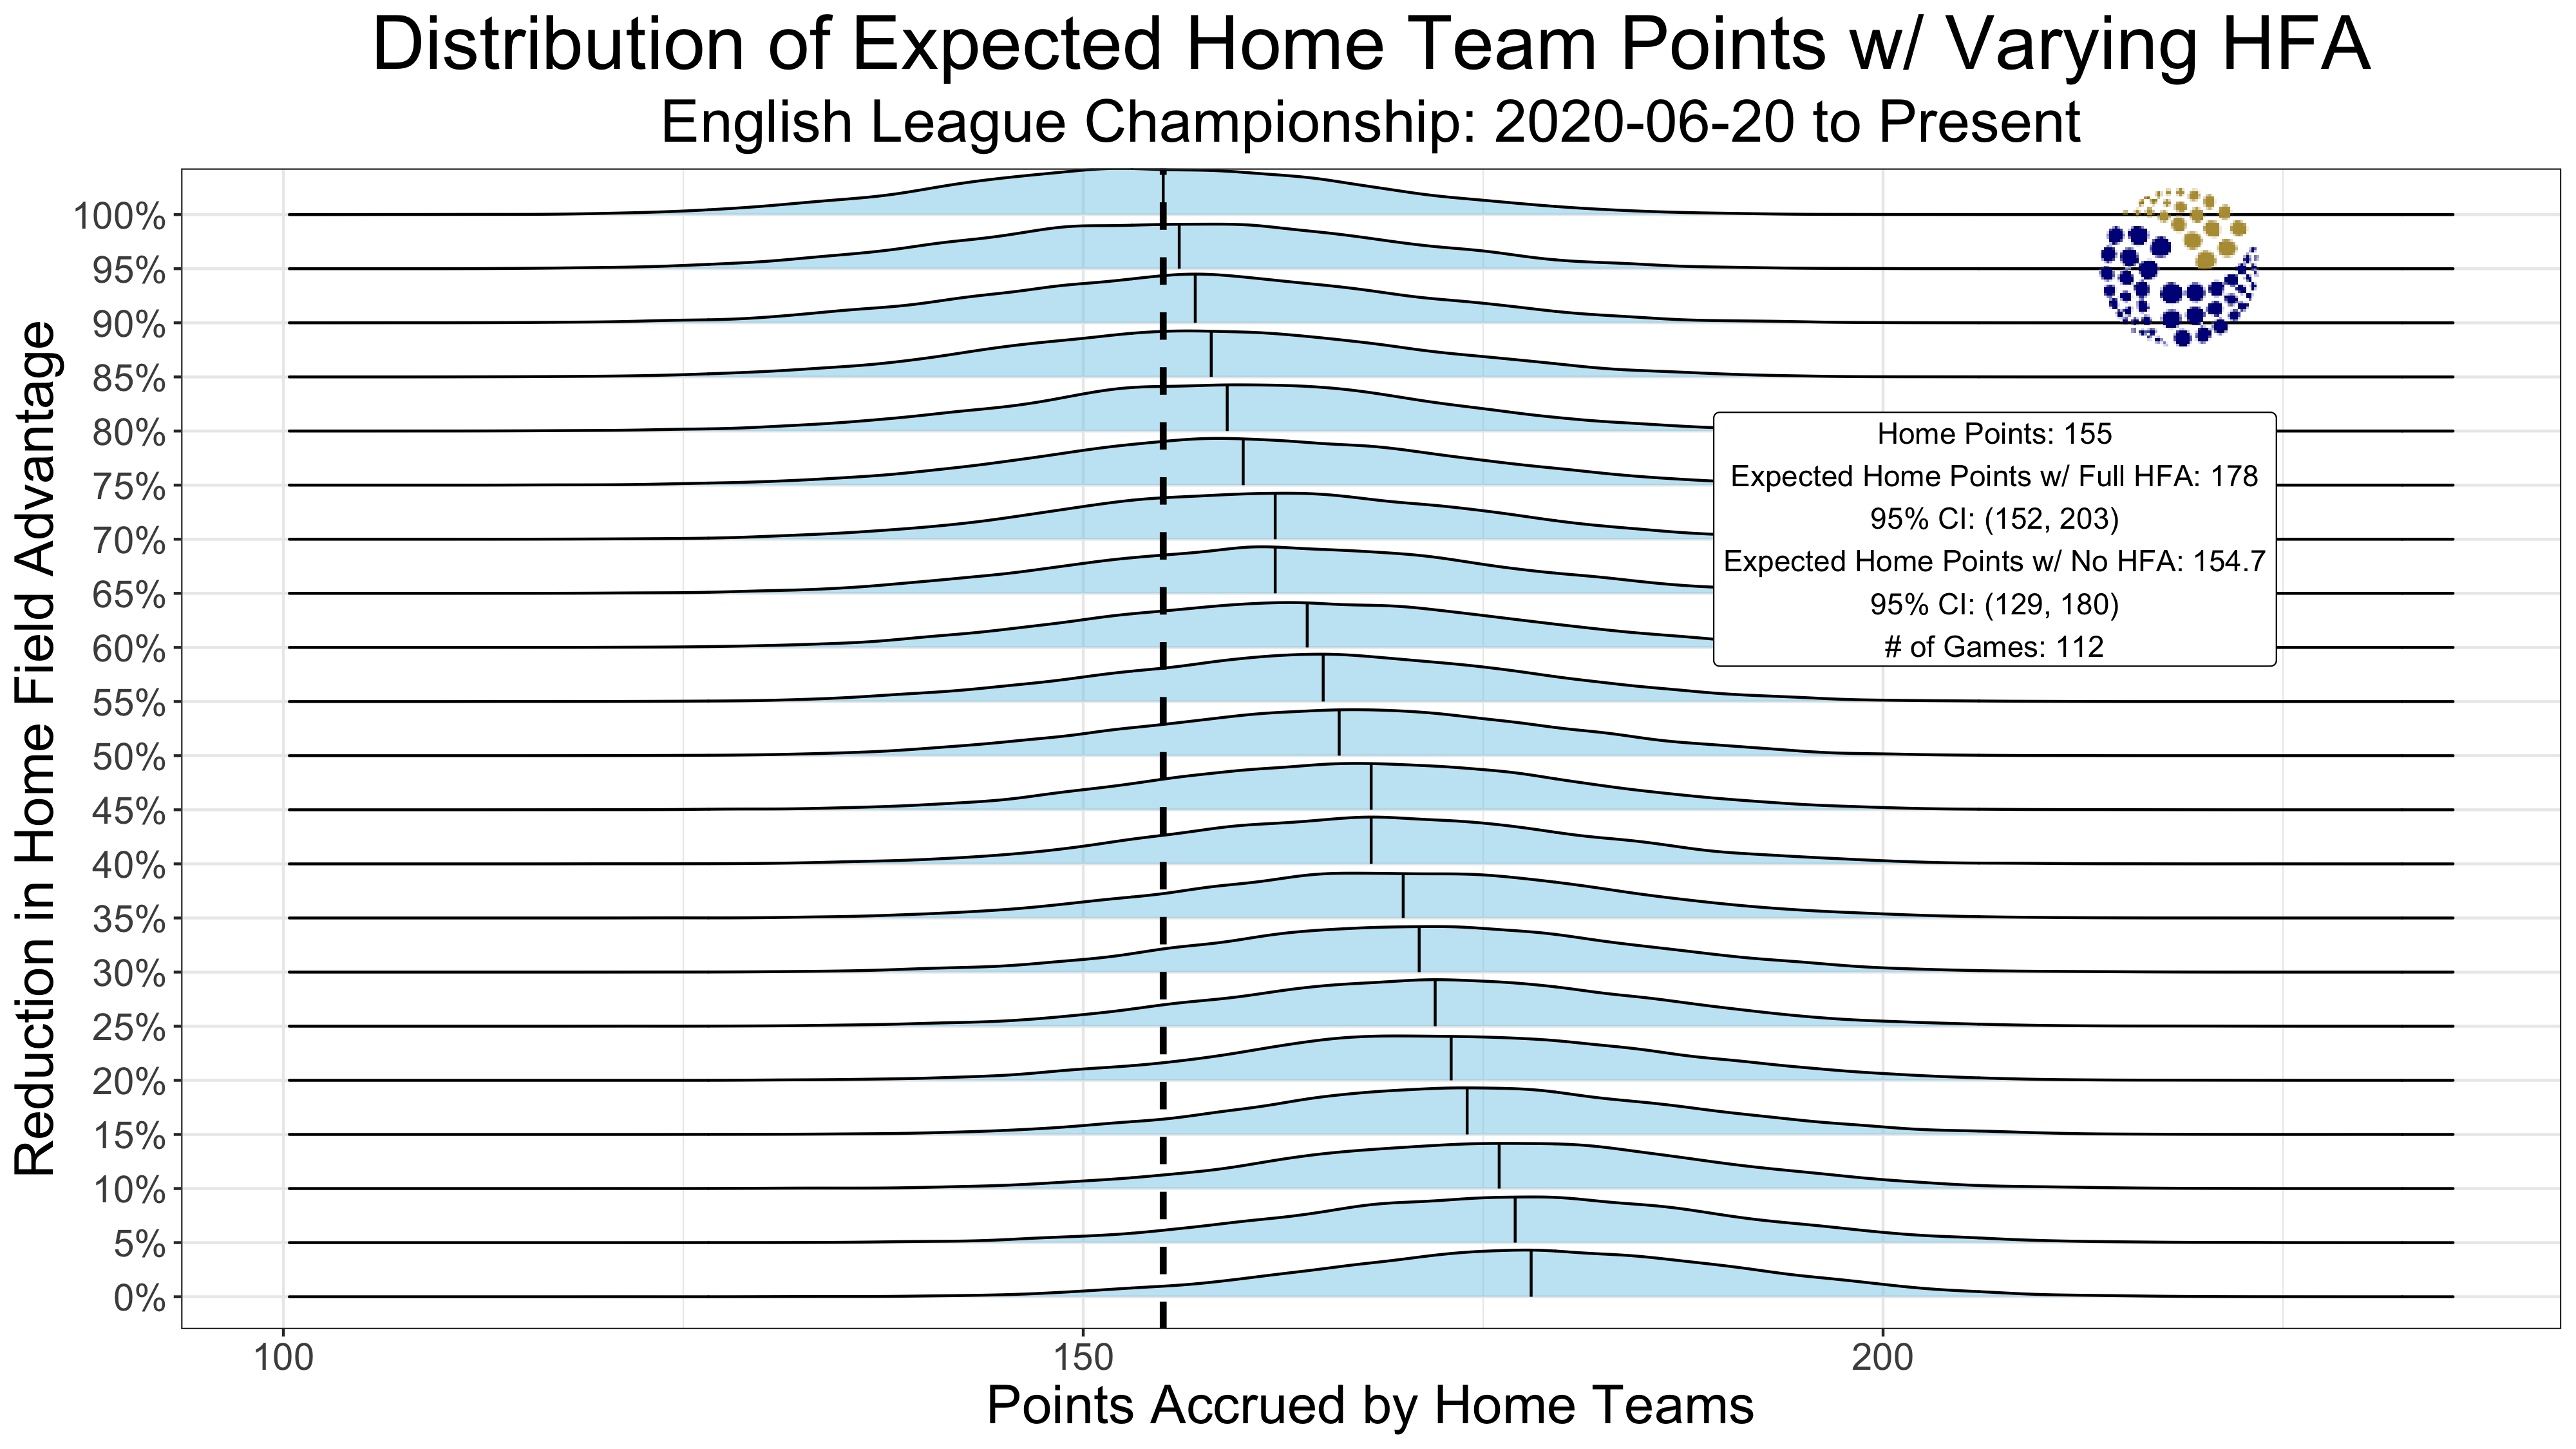 Distribution of Expected Home Team Points w/ Varying HFA
English League Championship: 2020-06-20 to Present
Reduction in Home Field Advantage
100%
95%
90%
85%
80%
75%
70%
65%
60%
55%
50%
45%
40%
35%
30%
25%
20%
15%
10%
5%
0%
Home Points: 155
Expected Home Points w/ Full HFA: 178
95% CI: (152, 203)
Expected Home Points w/ No HFA: 154.7
95% CI: (129, 180)
# of Games: 112
100
150
200
Points Accrued by Home Teams